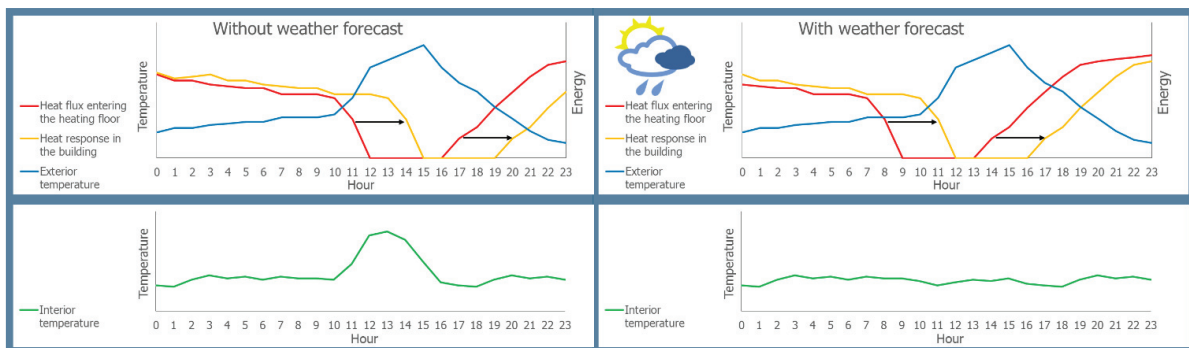 Without weather forecast
Temperature
Energy
Heat flux entering
the heating floor
Heat response in
the building
Exterior
temperature
0 1 2 3 4 5 6 7 8 9 10 11 12 13 14 15 16 17 18 19 20 21 22 23
Hour
With weather forecast
Temperature
Energy
Heat flux entering
the heating floor
Heat response in
the building
Exterior
temperature
0 1 2 3 4 5 6 7 8 9 10 11 12 13 14 15 16 17 18 19 20 21 22 23
Hour
Temperature
Interior
temperature
0 1 2 3 4 5 6 7 8 9 10 11 12 13 14 15 16 17 18 19 20 21 22 23
Hour
Temperature
Interior
temperature
0 1 2 3 4 5 6 7 8 9 10 11 12 13 14 15 16 17 18 19 20 21 22 23
Hour